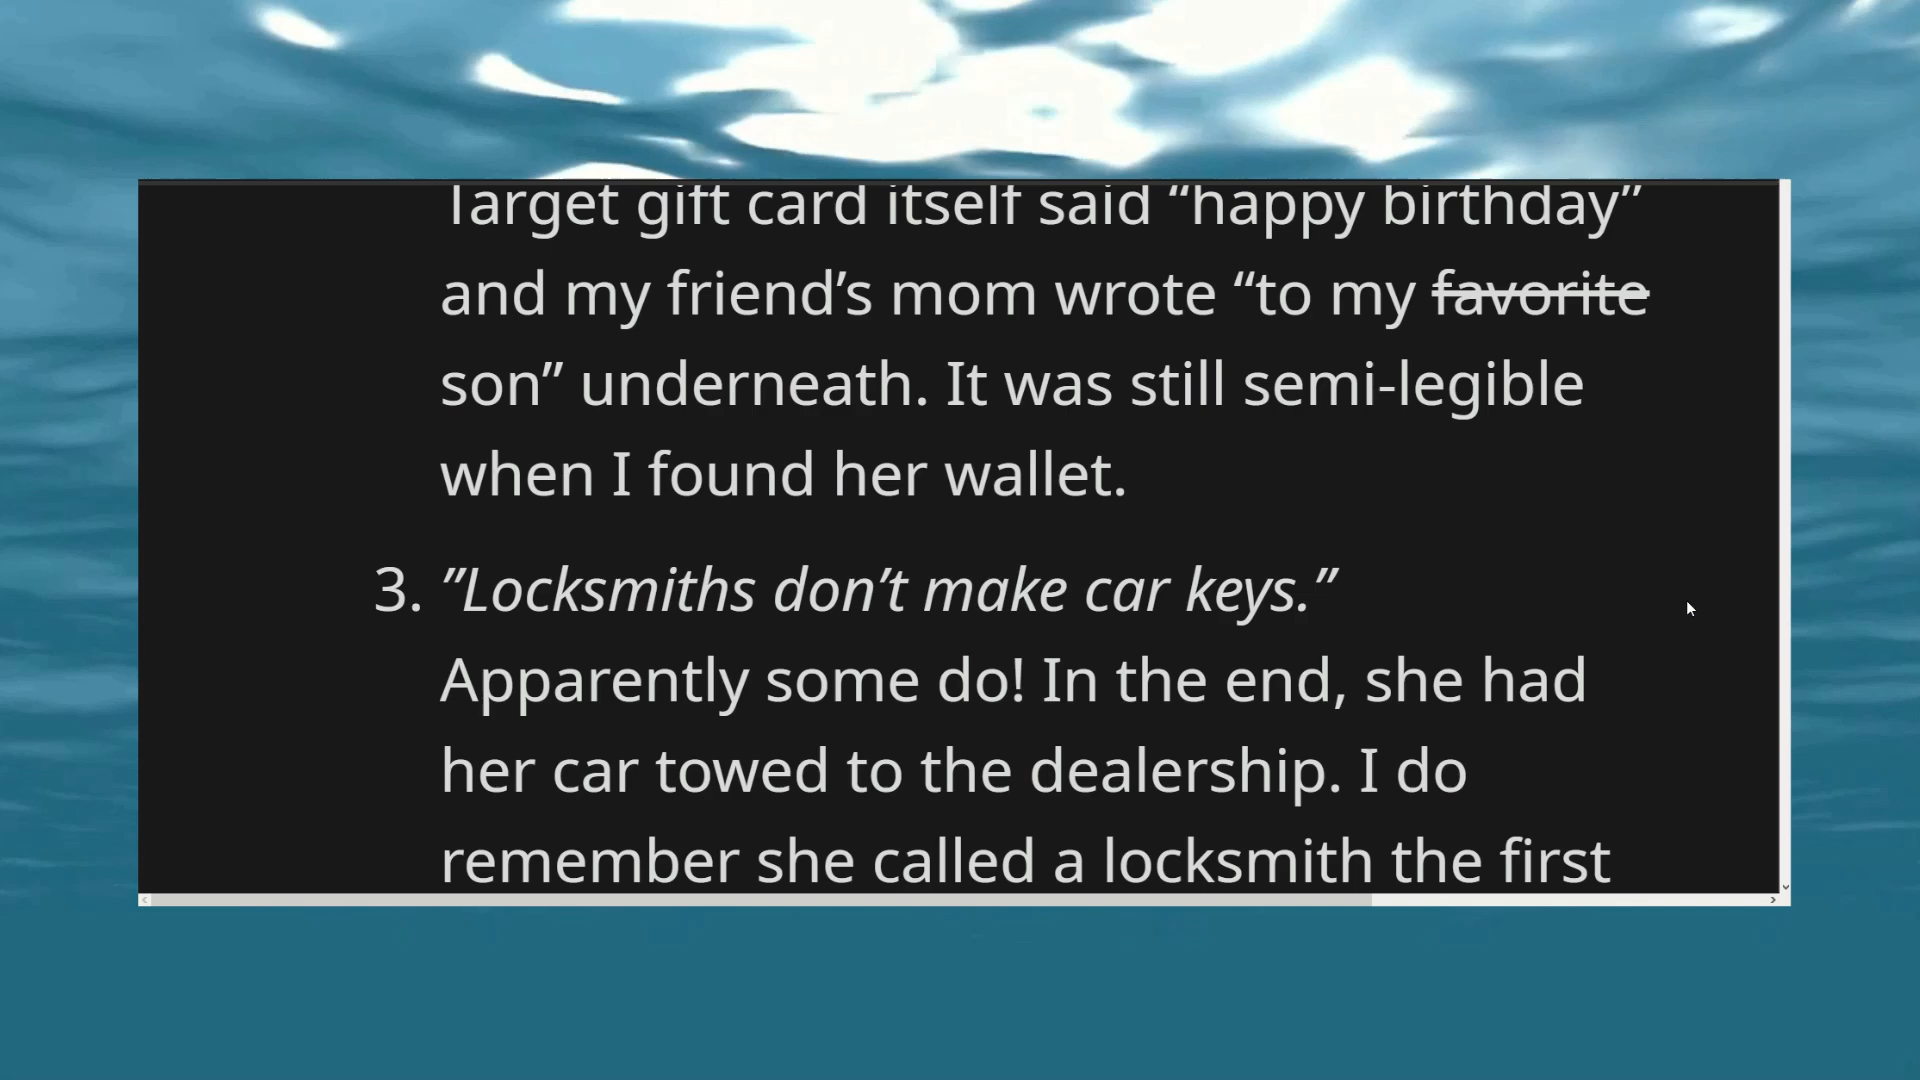 Target gift card itself said “happy birthday”
and my friend’s mom wrote “to my favorite
son” underneath. It was still semi-legible
when I found her wallet.
3. ”Locksmiths don’t make car keys.”
Apparently some do! In the end, she had
her car towed to the dealership. I do
remember she called a locksmith the first